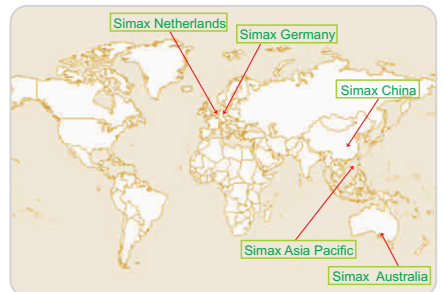 Simax Netherlands
Simax Germany
Simax China
Simax Asia Pacific
Simax Australia